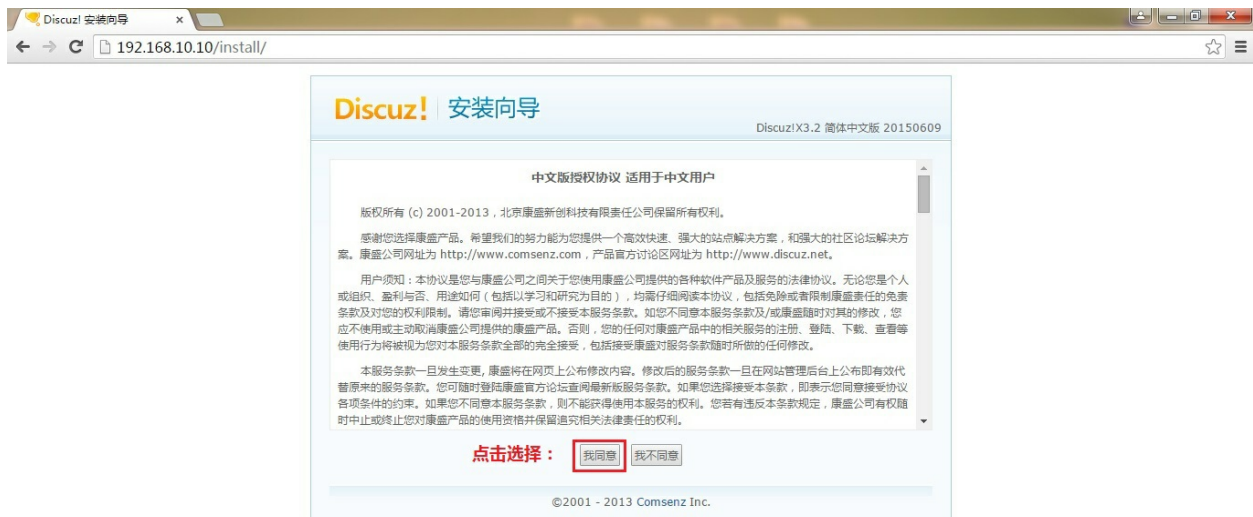 Discuz! 安装向导
192.168.10.10/install/
Discuz! 安装向导
Discuz!X3.2 简体中文版 20150609
中文版授权协议 适用于中文用户
版权所有 (c) 2001-2013，北京康盛新创科技有限责任公司保留所有权利。
感谢您选择康盛产品。希望我们的努力能为您提供一个高效快速、强大的站点解决方案，和强大的社区论坛解决方
案。康盛公司网址为 http://www.comsenz.com，产品官方讨论区网址为 http://www.discuz.net。
用户须知：本协议是您与康盛公司之间关于您使用康盛公司提供的各种软件产品及服务的法律协议。无论您是个人
或组织、盈利与否、用途如何（包括以学习和研究为目的），均需仔细阅读本协议，包括免除或者限制康盛责任的免责
条款及对您的权利限制。请您审阅并接受或不接受本服务条款。如您不同意本服务条款及/或康盛随时对其的修改，您
应不使用或主动取消康盛公司提供的康盛产品。否则，您的任何对康盛产品中的相关服务的注册、登陆、下载、查看等
使用行为将被视为您对本服务条款全部的完全接受，包括接受康盛对服务条款随时所做的任何修改。
本服务条款一旦发生变更, 康盛将在网页上公布修改内容。修改后的服务条款一旦在网站管理后台上公布即有效代
替原来的服务条款。您可随时登陆康盛官方论坛查阅最新版服务条款。如果您选择接受本条款，即表示您同意接受协议
各项条件的约束。如果您不同意本服务条款，则不能获得使用本服务的权利。您若有违反本条款规定，康盛公司有权随
时中止或终止您对康盛产品的使用资格并保留追究相关法律责任的权利。
点击选择： 我同意 我不同意
©2001 - 2013 Comsenz Inc.